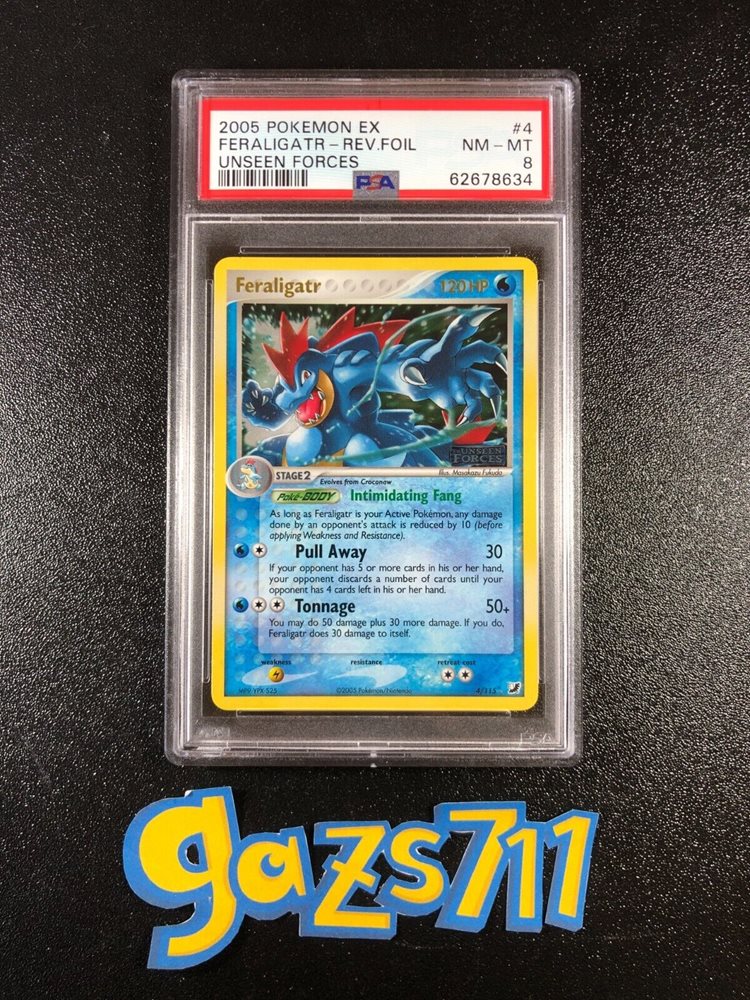 2005 POKEMON EX #4
FERALIGATR - REV.FOIL NM - MT
UNSEEN FORCES 8
PSA 62678634
Feraligatr 120 HP
UNSEEN
FORCES
Illus. Masakazu Fukuda
STAGE 2
Evolves from Croconaw
Poké-BODY Intimidating Fang
As long as Feraligatr is your Active Pokémon, any damage
done by an opponent's attack is reduced by 10 (before
applying Weakness and Resistance).
Pull Away 30
If your opponent has 5 or more cards in his or her hand,
your opponent discards a number of cards until your
opponent has 4 cards left in his or her hand.
Tonnage 50+
You may do 50 damage plus 30 more damage. If you do,
Feraligatr does 30 damage to itself.
weakness resistance retreat cost
©2005 Pokémon/Nintendo 4/115
PSA
gazs711